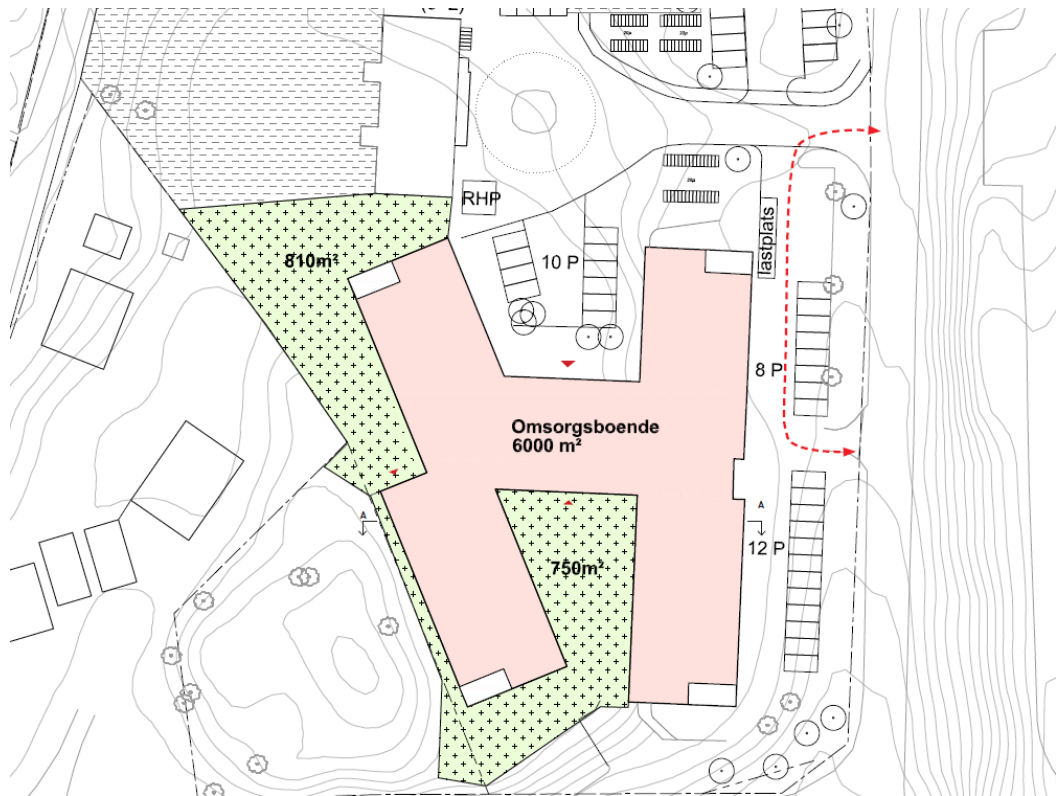 RHP
810m²
10 P
lastplats
8 P
Omsorgsboende
6000 m²
A
A
12 P
750m²